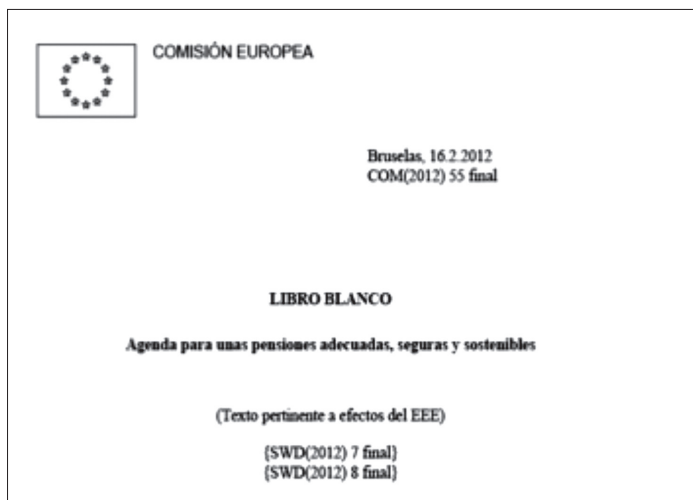 COMISIÓN EUROPEA
Bruselas, 16.2.2012
COM(2012) 55 final
LIBRO BLANCO
Agenda para unas pensiones adecuadas, seguras y sostenibles
(Texto pertinente a efectos del EEE)
{SWD(2012) 7 final}
{SWD(2012) 8 final}